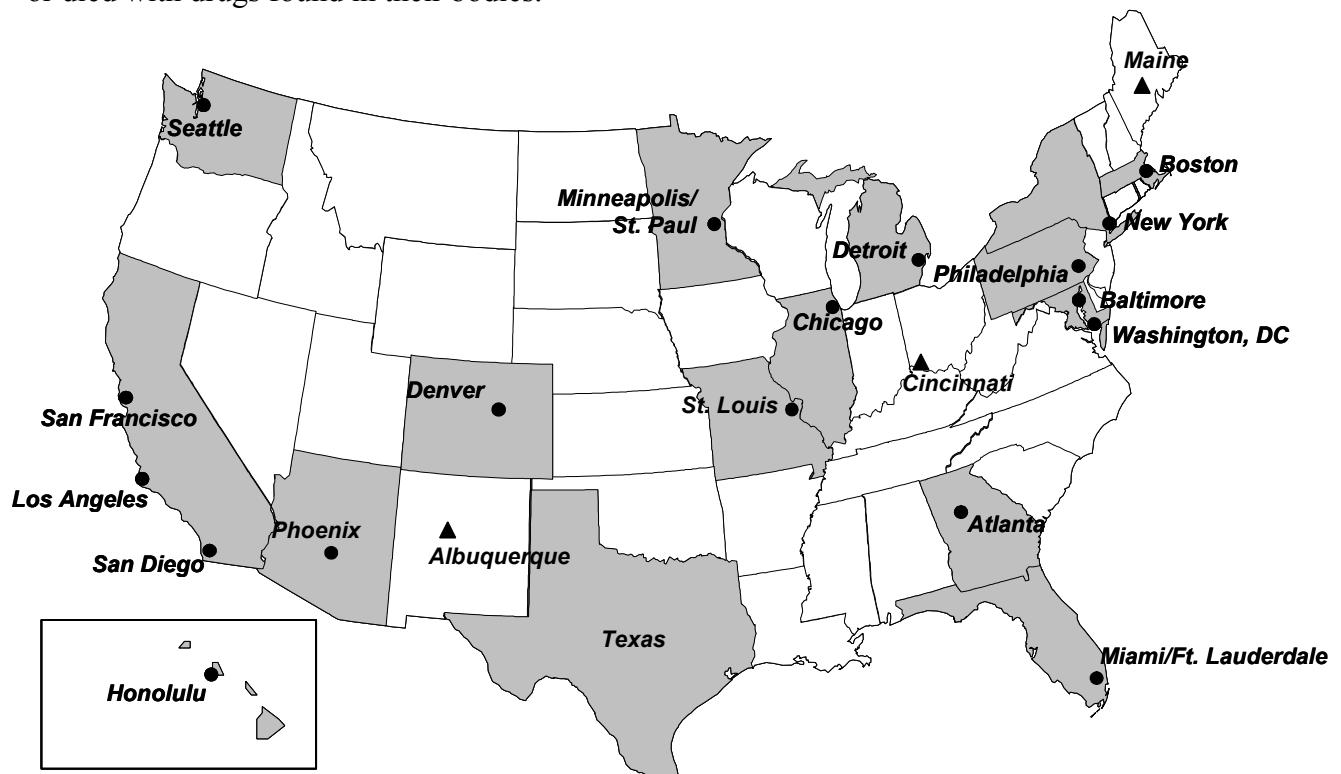 or died with drugs found in their bodies.
Maine
Seattle
Boston
Minneapolis/
St. Paul
New York
Detroit
Philadelphia
Baltimore
Chicago
Washington, DC
Cincinnati
Denver
St. Louis
San Francisco
Los Angeles
Phoenix
Atlanta
San Diego
Albuquerque
Texas
Miami/Ft. Lauderdale
Honolulu